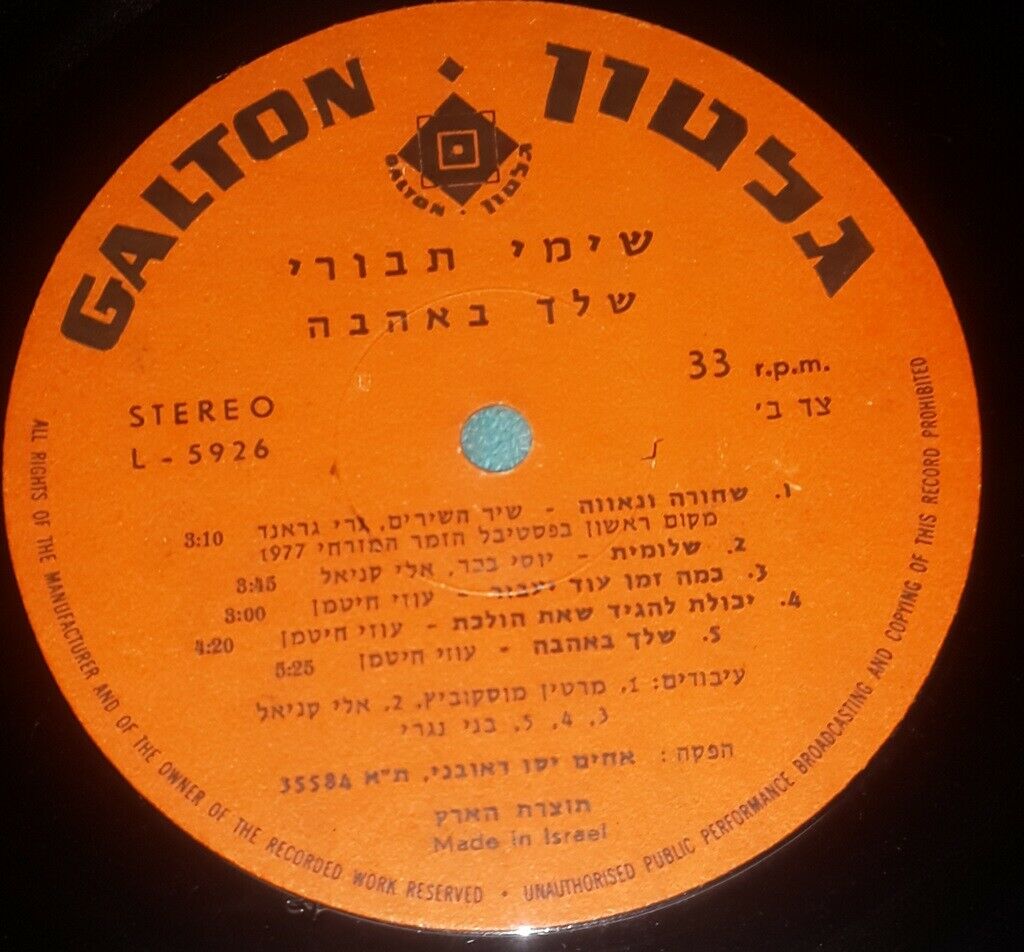 GALTON · גלטון
GALTON · גלטון
שימי תבורי
שלך באהבה
33 r.p.m.
STEREO
צד ב׳
L - 5926
1. שחורה ונאווה - שיר השירים, גרי גראנד 3:10
מקום ראשון בפסטיבל הזמר המזרחי 1977
2. שלומית - יוסי בכר, אלי קניאל 3:45
3. כמה זמן עוד יעבור עוזי חיטמן 3:00
4. יכולת להגיד שאת הולכת - עוזי חיטמן 4:20
5. שלך באהבה - עוזי חיטמן 5:25
עיבודים: 1, מרטין מוסקוביץ, 2, אלי קניאל
3, 4, 5, בני נגרי
הפקה: אחים ראובני, ת״א 35584
תוצרת הארץ
Made in Israel
ALL RIGHTS OF THE MANUFACTURER AND OF THE OWNER OF THE RECORDED WORK RESERVED · UNAUTHORISED PUBLIC PERFORMANCE BROADCASTING AND COPYING OF THIS RECORD PROHIBITED